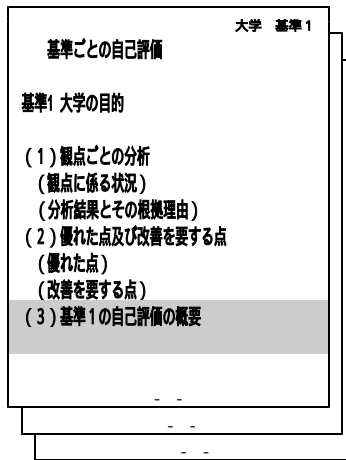 大学　基準１
基準ごとの自己評価
基準1 大学の目的
（１）観点ごとの分析
（観点に係る状況）
（分析結果とその根拠理由）
（２）優れた点及び改善を要する点
（優れた点）
（改善を要する点）
（３）基準１の自己評価の概要
- -
- -
- -